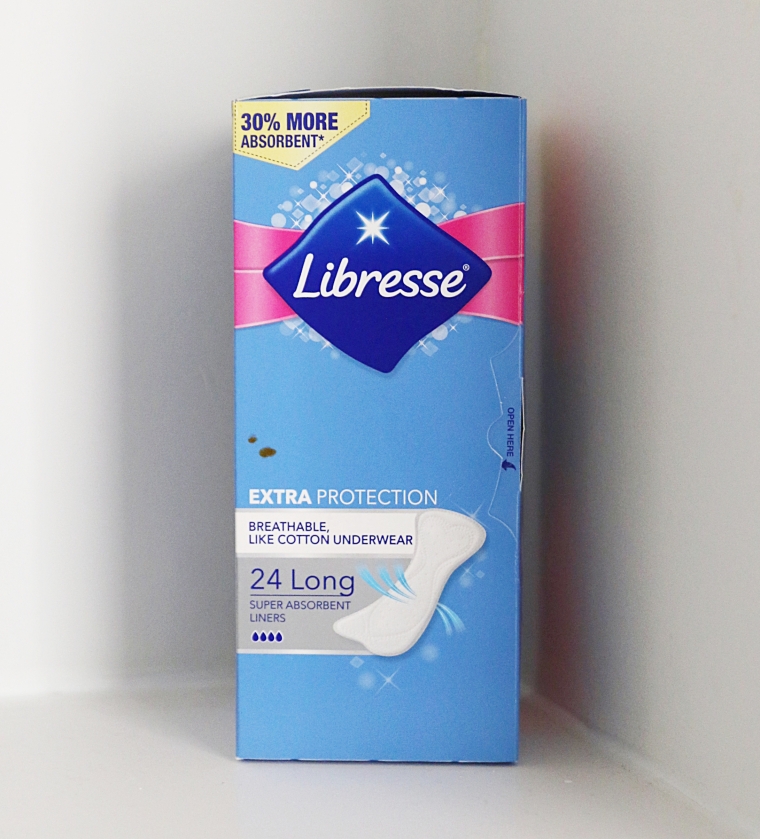 30% MORE
ABSORBENT*
Libresse®
OPEN HERE
EXTRA PROTECTION
BREATHABLE,
LIKE COTTON UNDERWEAR
24 Long
SUPER ABSORBENT
LINERS